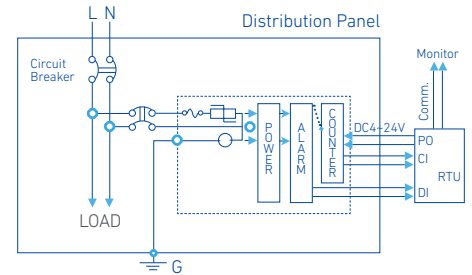 L N
Distribution Panel
Circuit
Breaker
Monitor
Comm.
POWER
ALARM
COUNTER
DC4~24V
PO
CI
RTU
DI
LOAD
G